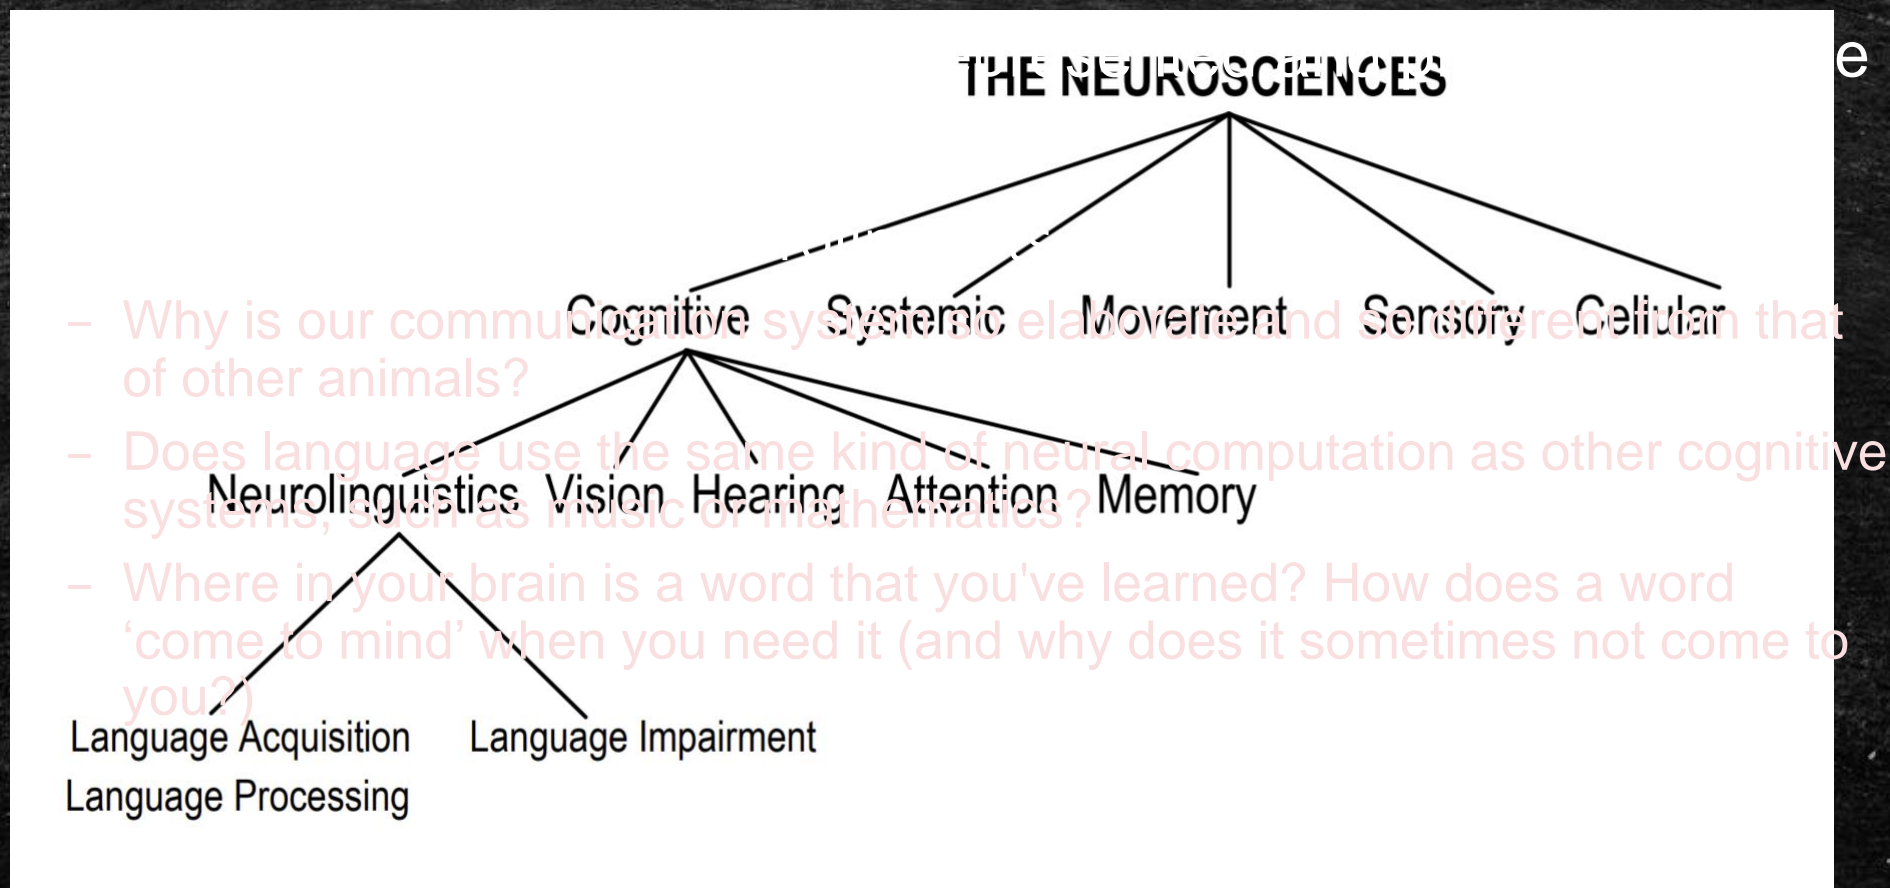 THE NEUROSCIENCES
Cognitive Systemic Movement Sensory Cellular
– Why is our communication system so elaborate and so different from that
of other animals?
– Does language use the same kind of neural computation as other cognitive
Neurolinguistics Vision Hearing Attention Memory
systems, such as music or mathematics?
– Where in your brain is a word that you've learned? How does a word
‘come to mind’ when you need it (and why does it sometimes not come to
you?)
Language Acquisition Language Impairment
Language Processing